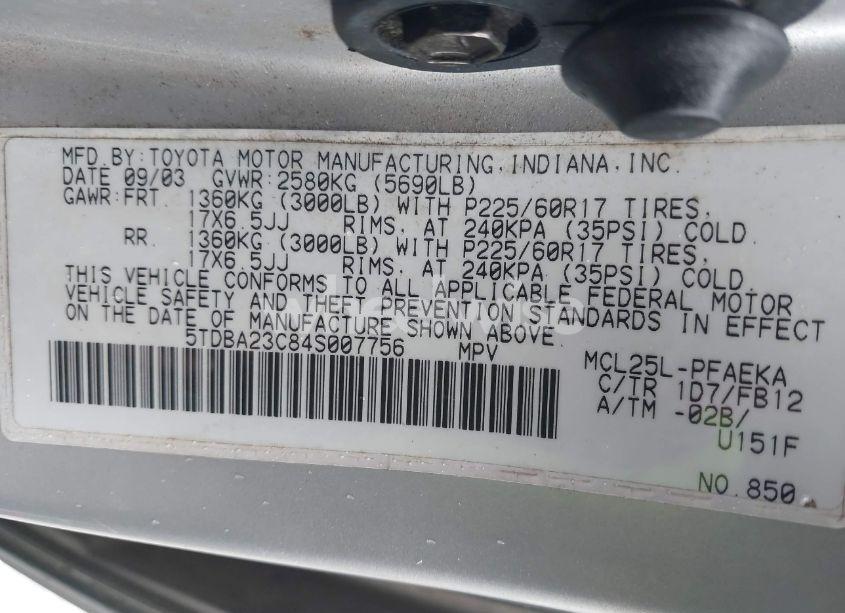 MFD.BY:TOYOTA MOTOR MANUFACTURING,INDIANA,INC.
DATE 09/03 GVWR:2580KG (5690LB)
GAWR:FRT. 1360KG (3000LB) WITH P225/60R17 TIRES,
17X6.5JJ RIMS, AT 240KPA (35PSI) COLD.
RR. 1360KG (3000LB) WITH P225/60R17 TIRES,
17X6.5JJ RIMS, AT 240KPA (35PSI) COLD.
THIS VEHICLE CONFORMS TO ALL APPLICABLE FEDERAL MOTOR
VEHICLE SAFETY AND THEFT PREVENTION STANDARDS IN EFFECT
ON THE DATE OF MANUFACTURE SHOWN ABOVE.
5TDBA23C84S007756 MPV
MCL25L-PFAEKA
C/TR 1D7/FB12
A/TM -02B/
U151F
NO.850